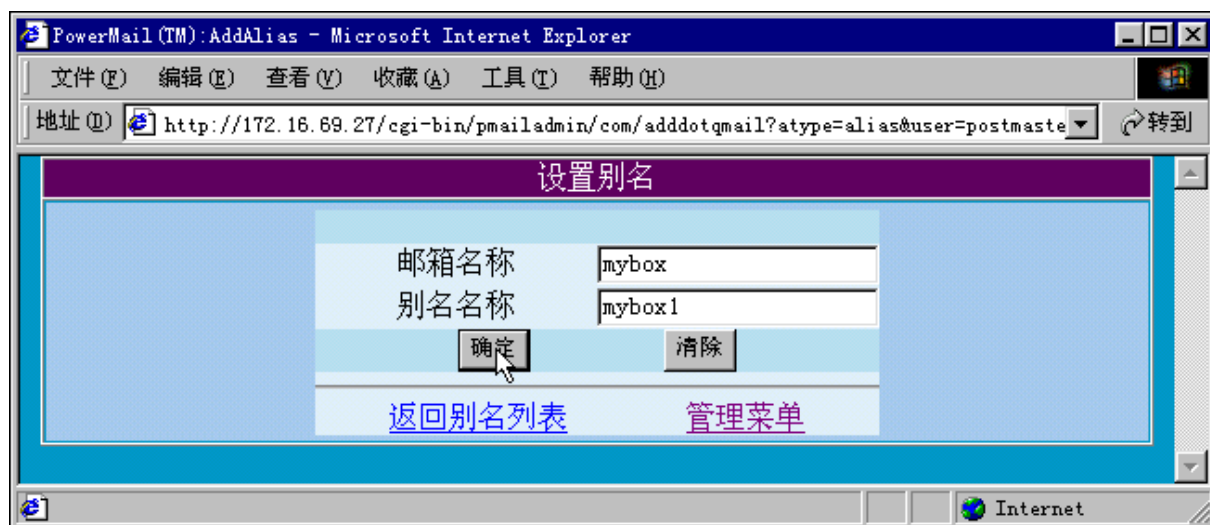 PowerMail(TM):AddAlias - Microsoft Internet Explorer
文件(F) 编辑(E) 查看(V) 收藏(A) 工具(T) 帮助(H)
地址(D) http://172.16.69.27/cgi-bin/pmailadmin/com/adddotqmail?atype=alias&user=postmaste 转到
设置别名
邮箱名称 mybox
别名名称 mybox1
确定 清除
返回别名列表 管理菜单
Internet